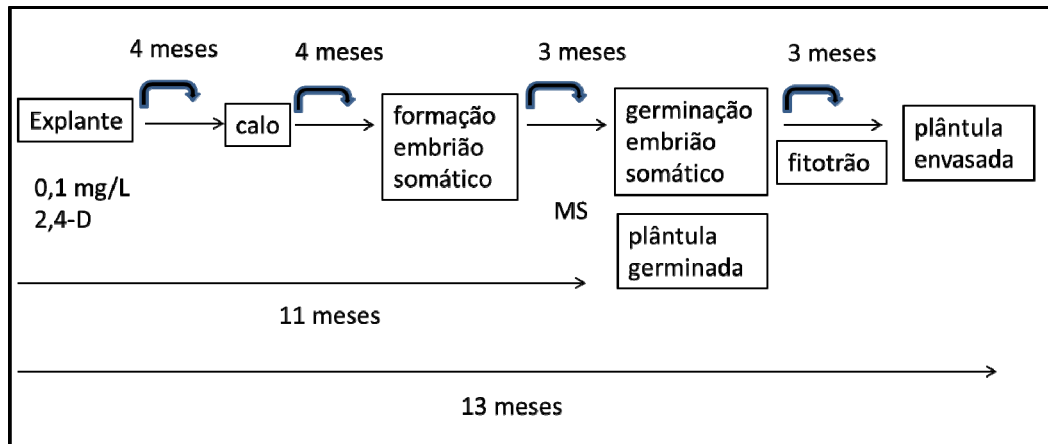 4 meses
4 meses
3 meses
3 meses
Explante
calo
formação
embrião
somático
germinação
embrião
somático
fitotrão
plântula
envasada
0,1 mg/L
2,4-D
MS
plântula
germinada
11 meses
13 meses